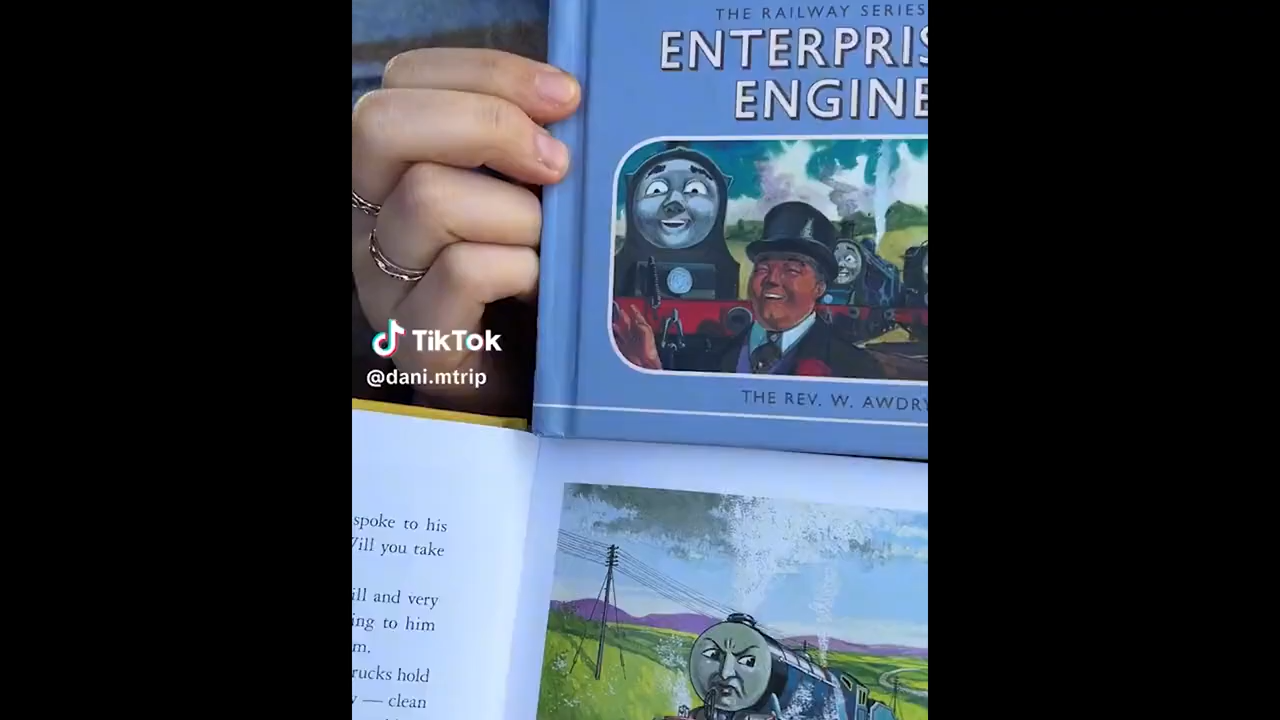 THE RAILWAY SERIES
ENTERPRIS
ENGINE
THE REV. W. AWDRY
TikTok
@dani.mtrip
spoke to his
Will you take
ill and very
ing to him
m.
rucks hold
— clean